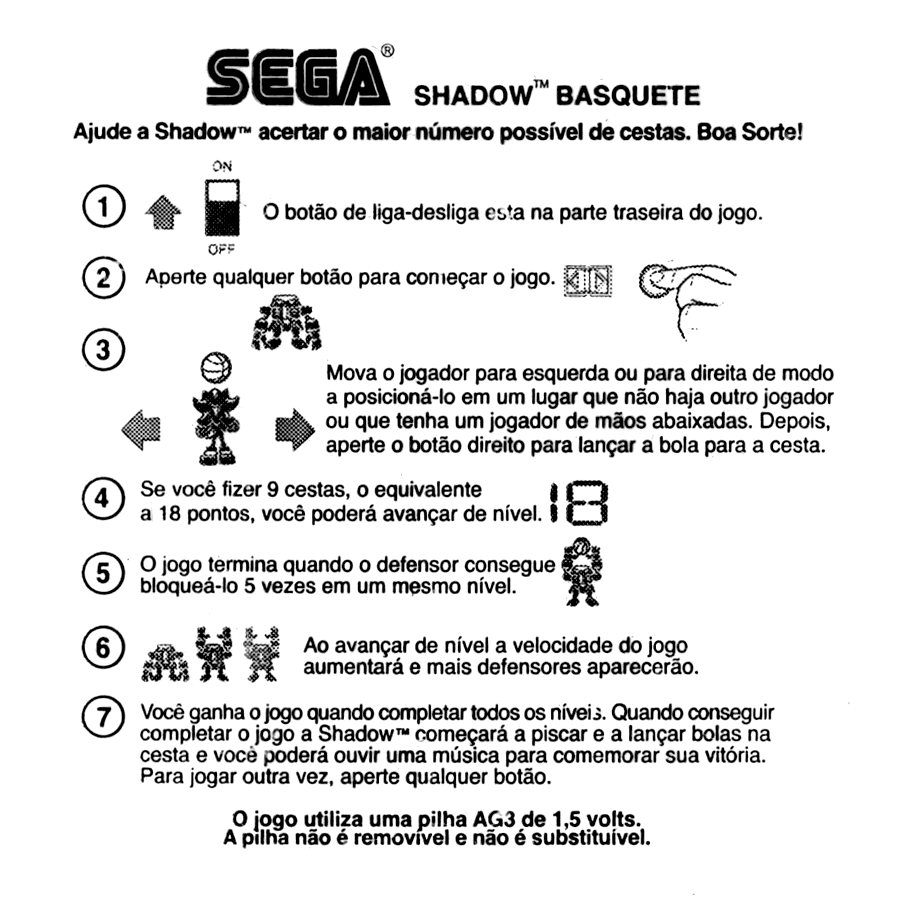 SEGA®
SHADOW™ BASQUETE
Ajude a Shadow™ acertar o maior número possível de cestas. Boa Sorte!
ON
1 O botão de liga-desliga esta na parte traseira do jogo.
OFF
2 Aperte qualquer botão para começar o jogo.
3
Mova o jogador para esquerda ou para direita de modo
a posicioná-lo em um lugar que não haja outro jogador
ou que tenha um jogador de mãos abaixadas. Depois,
aperte o botão direito para lançar a bola para a cesta.
4 Se você fizer 9 cestas, o equivalente
a 18 pontos, você poderá avançar de nível. 18
5 O jogo termina quando o defensor consegue
bloqueá-lo 5 vezes em um mesmo nível.
6 Ao avançar de nível a velocidade do jogo
aumentará e mais defensores aparecerão.
7 Você ganha o jogo quando completar todos os níveis. Quando conseguir
completar o jogo a Shadow™ começará a piscar e a lançar bolas na
cesta e você poderá ouvir uma música para comemorar sua vitória.
Para jogar outra vez, aperte qualquer botão.
O jogo utiliza uma pilha AG3 de 1,5 volts.
A pilha não é removível e não é substituível.